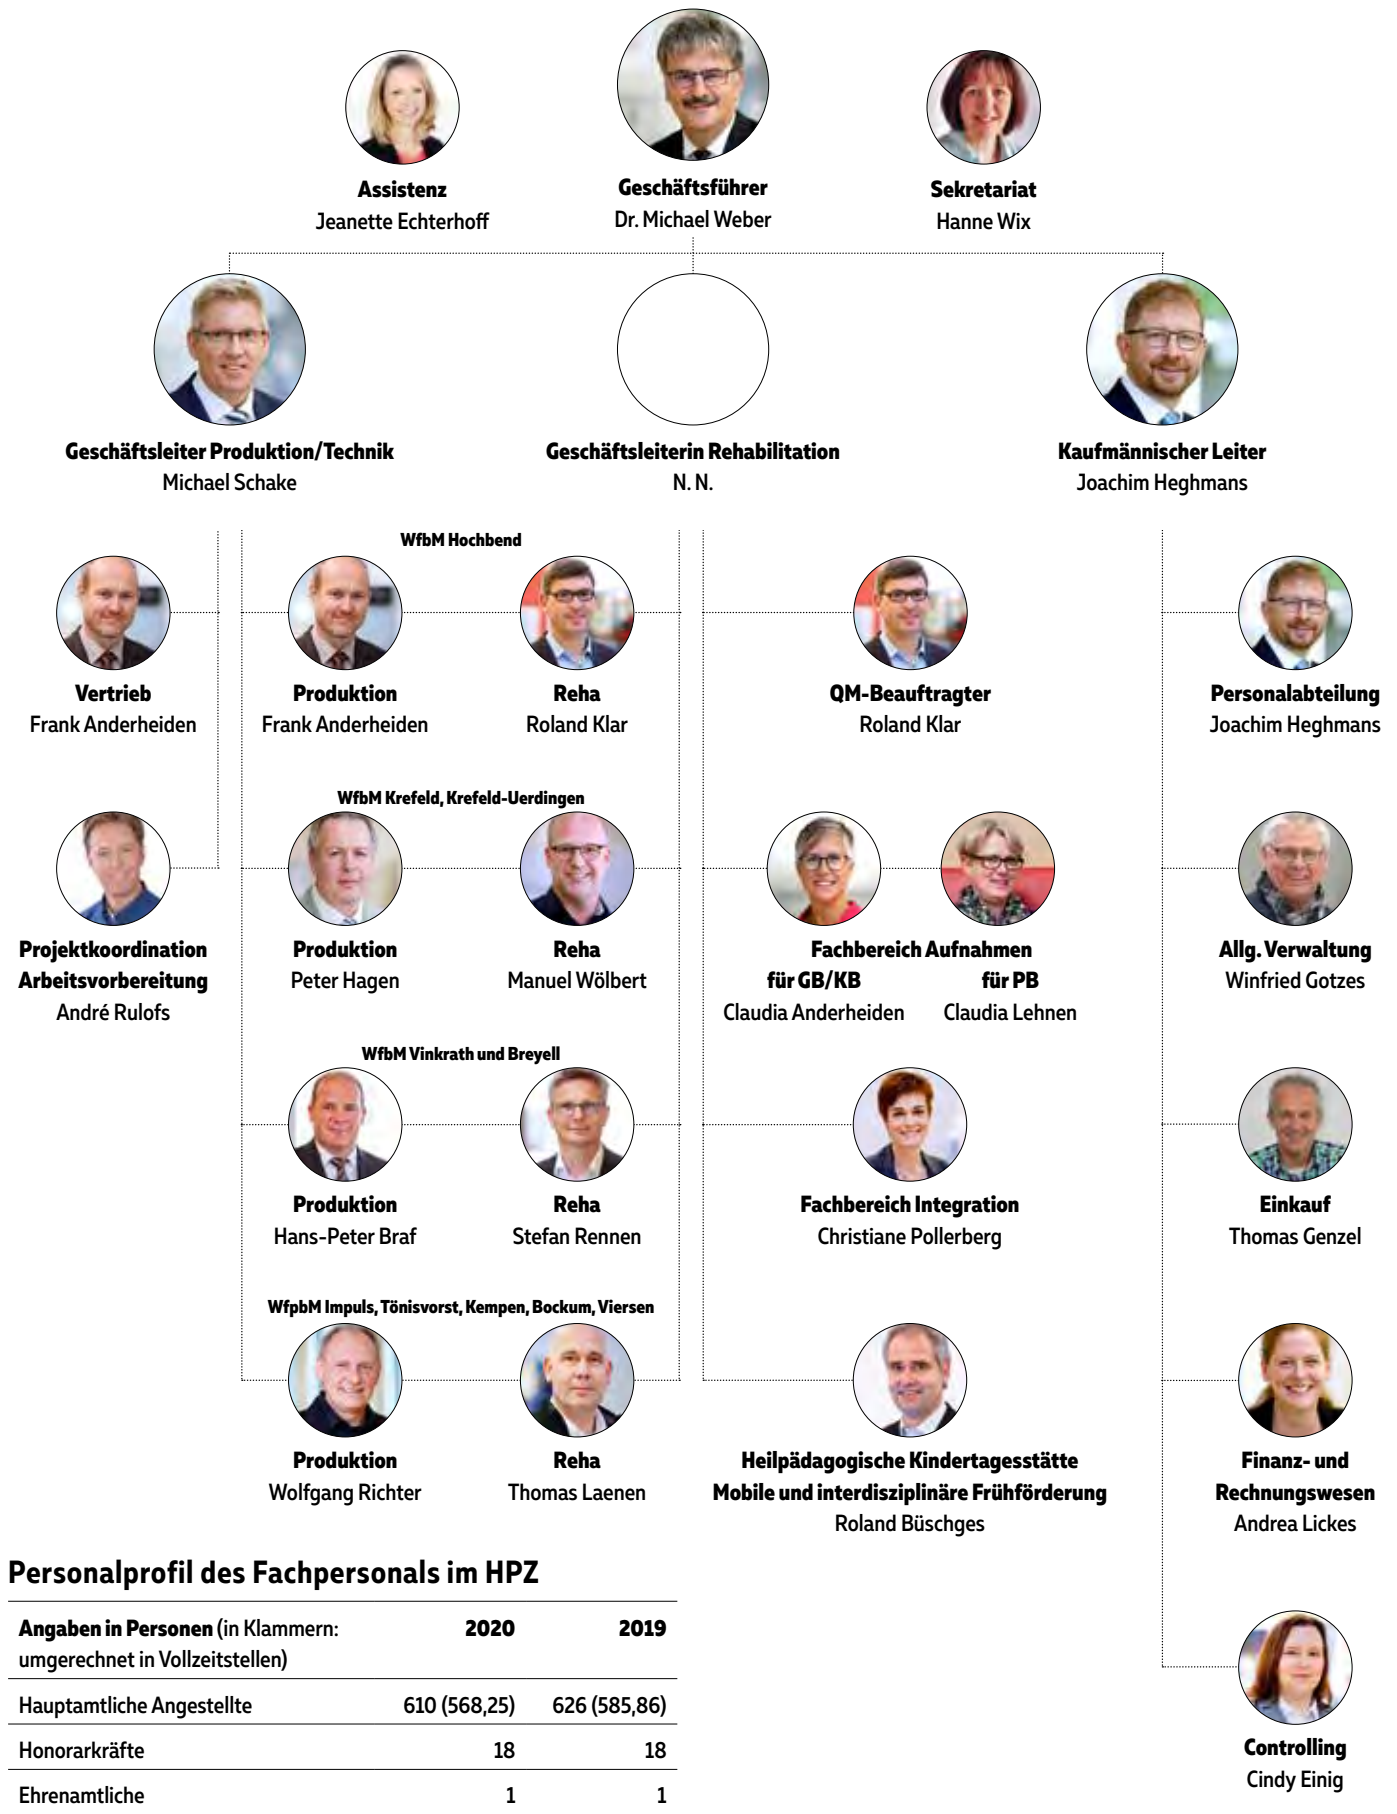 Assistenz
Jeanette Echterhoff
Geschäftsführer
Dr. Michael Weber
Sekretariat
Hanne Wix
Geschäftsleiter Produktion/Technik
Michael Schake
Geschäftsleiterin Rehabilitation
N. N.
Kaufmännischer Leiter
Joachim Heghmans
WfbM Hochbend
Vertrieb
Frank Anderheiden
Produktion
Frank Anderheiden
Reha
Roland Klar
QM-Beauftragter
Roland Klar
Personalabteilung
Joachim Heghmans
WfbM Krefeld, Krefeld-Uerdingen
Projektkoordination
Arbeitsvorbereitung
André Rulofs
Produktion
Peter Hagen
Reha
Manuel Wölbert
Fachbereich Aufnahmen
für GB/KB
Claudia Anderheiden
für PB
Claudia Lehnen
Allg. Verwaltung
Winfried Gotzes
WfbM Vinkrath und Breyell
Produktion
Hans-Peter Braf
Reha
Stefan Rennen
Fachbereich Integration
Christiane Pollerberg
Einkauf
Thomas Genzel
WfpbM Impuls, Tönisvorst, Kempen, Bockum, Viersen
Produktion
Wolfgang Richter
Reha
Thomas Laenen
Heilpädagogische Kindertagesstätte
Mobile und interdisziplinäre Frühförderung
Roland Büschges
Finanz- und
Rechnungswesen
Andrea Lickes
Controlling
Cindy Einig
Personalprofil des Fachpersonals im HPZ
Angaben in Personen (in Klammern: 2020 2019
umgerechnet in Vollzeitstellen)
Hauptamtliche Angestellte 610 (568,25) 626 (585,86)
Honorarkräfte 18 18
Ehrenamtliche 1 1